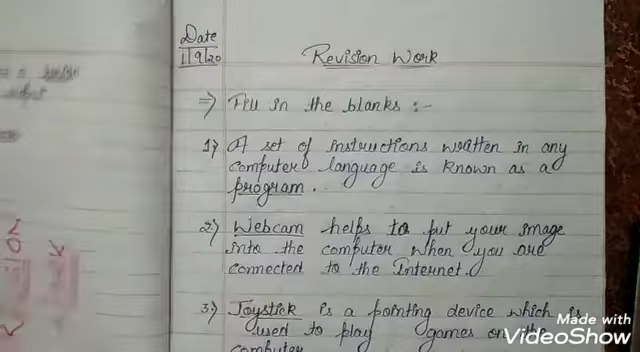 Date
1/9/20
Revision Work
=> Fill in the blanks :-
1) A set of instructions written in any
computer language is known as a
program.
2) Webcam helps to put your image
into the computer when you are
connected to the Internet.
3) Joystick is a pointing device which is
used to play games on the
computer
Made with
VideoShow